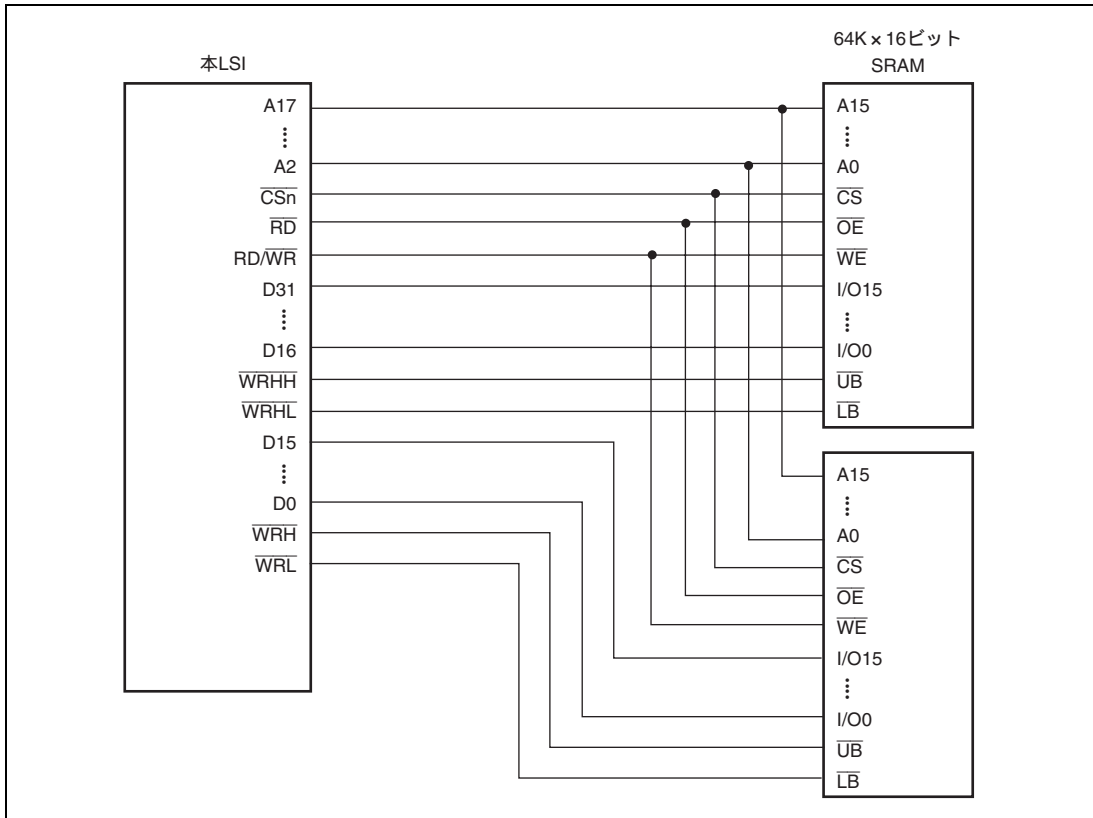 本LSI
A17
A2
CSn
RD
RD/WR
D31
D16
WRHH
WRHL
D15
D0
WRH
WRL
64K×16ビット
SRAM
A15
A0
CS
OE
WE
I/O15
I/O0
UB
LB
A15
A0
CS
OE
WE
I/O15
I/O0
UB
LB